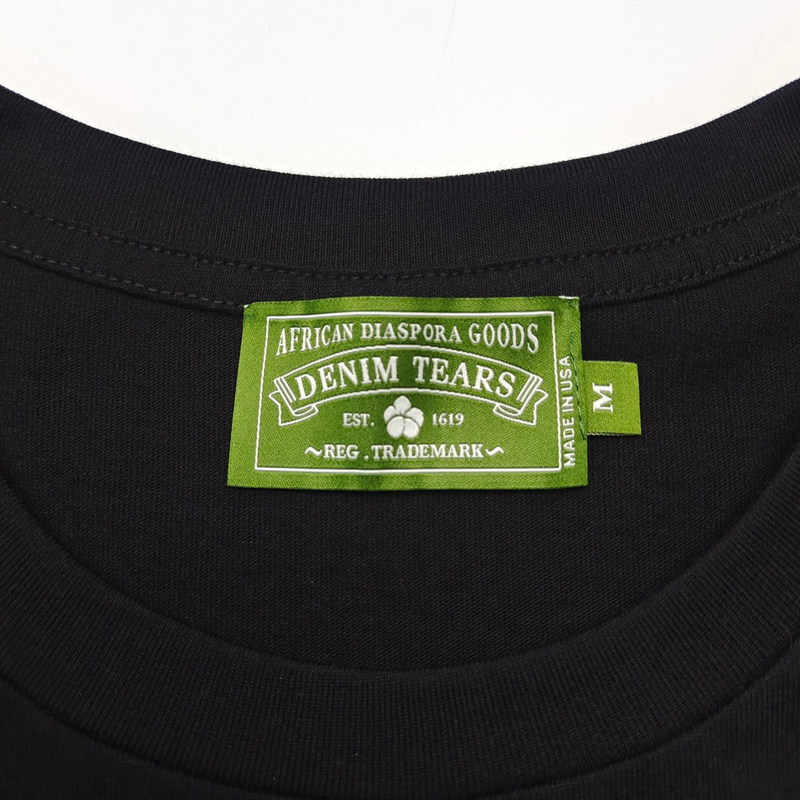 AFRICAN DIASPORA GOODS
DENIM TEARS
EST. 1619
~REG . TRADEMARK~
MADE IN USA
M